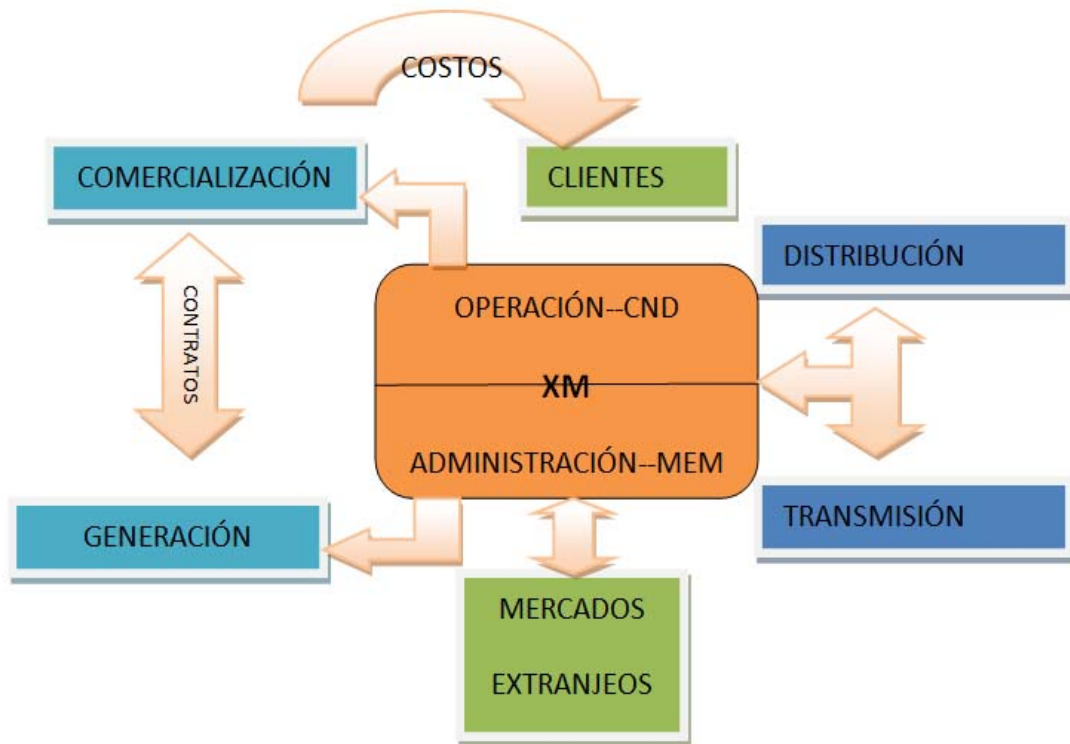 COSTOS
COMERCIALIZACIÓN
CLIENTES
DISTRIBUCIÓN
OPERACIÓN--CND
CONTRATOS
XM
ADMINISTRACIÓN--MEM
GENERACIÓN
TRANSMISIÓN
MERCADOS
EXTRANJEOS